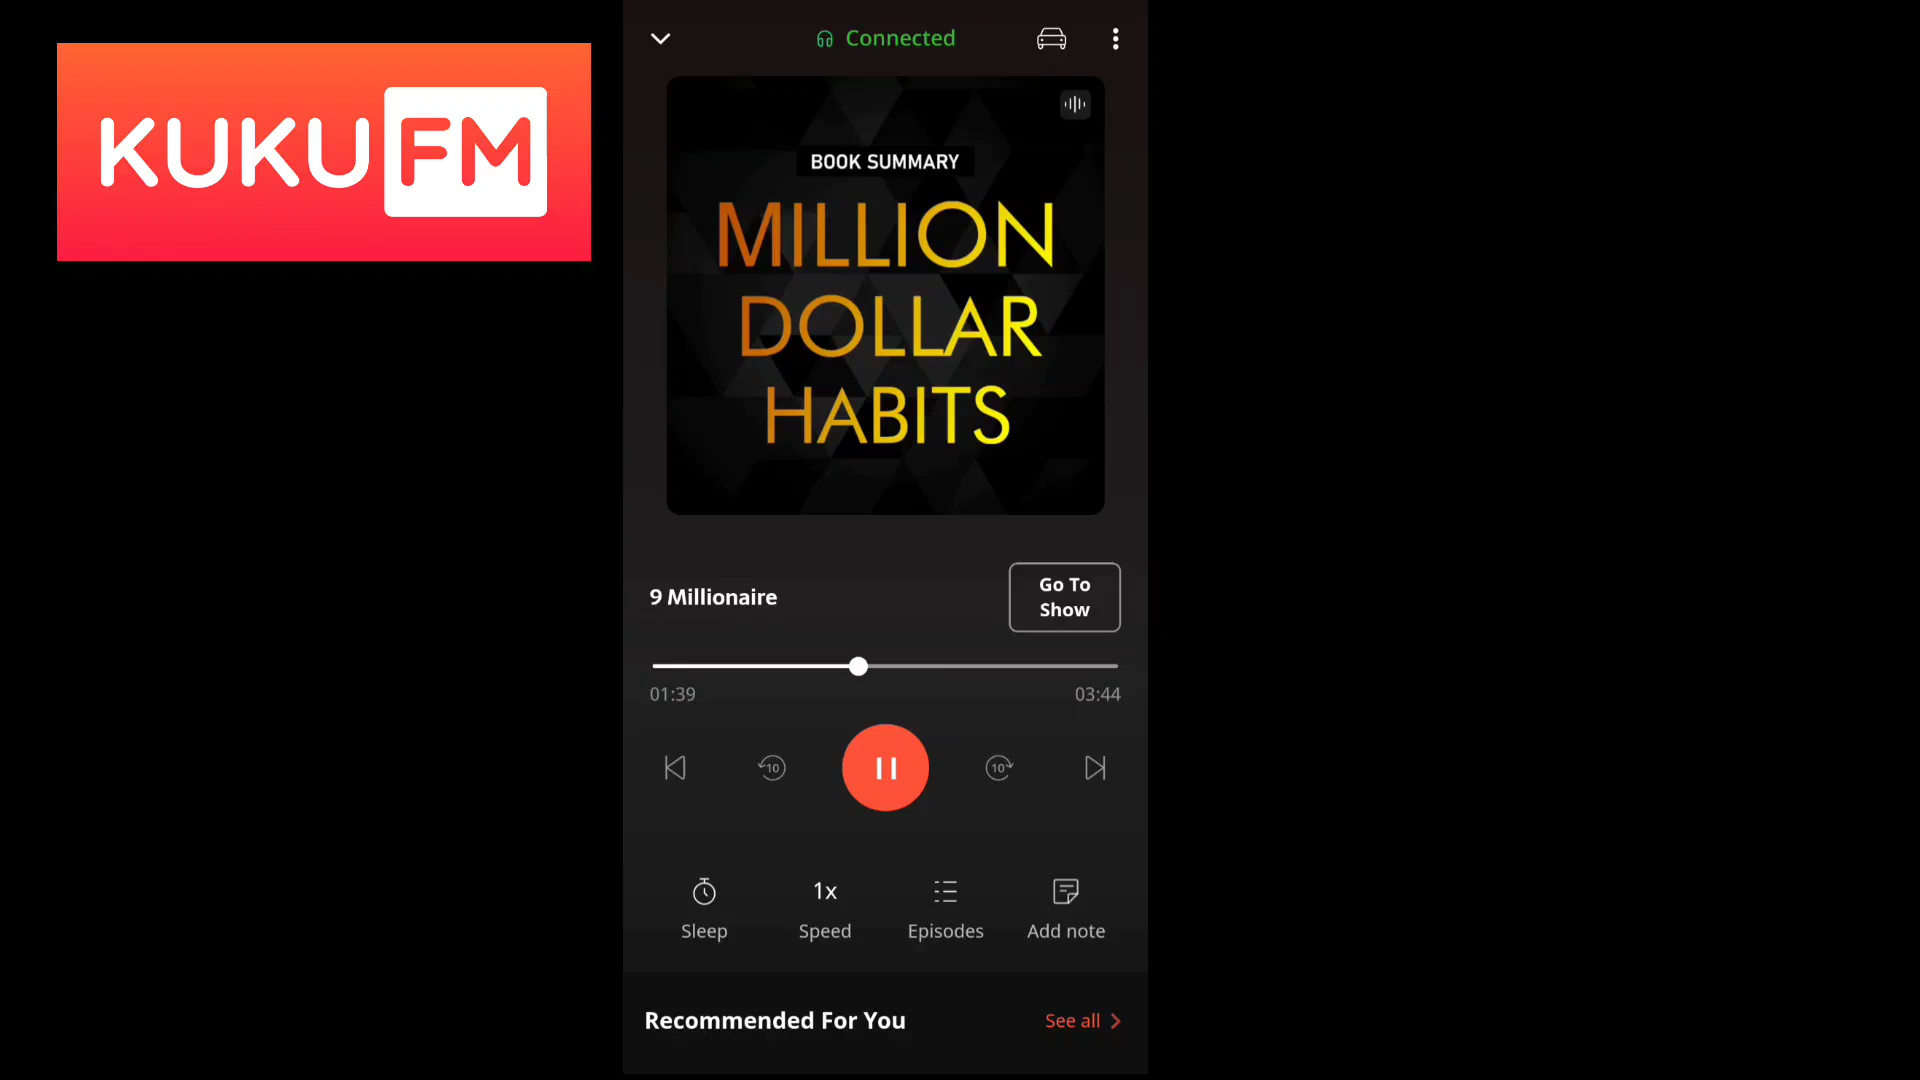 KUKU FM
Connected
BOOK SUMMARY
MILLION
DOLLAR
HABITS
9 Millionaire
Go To
Show
01:39
03:44
10
10
1x
Sleep
Speed
Episodes
Add note
Recommended For You
See all